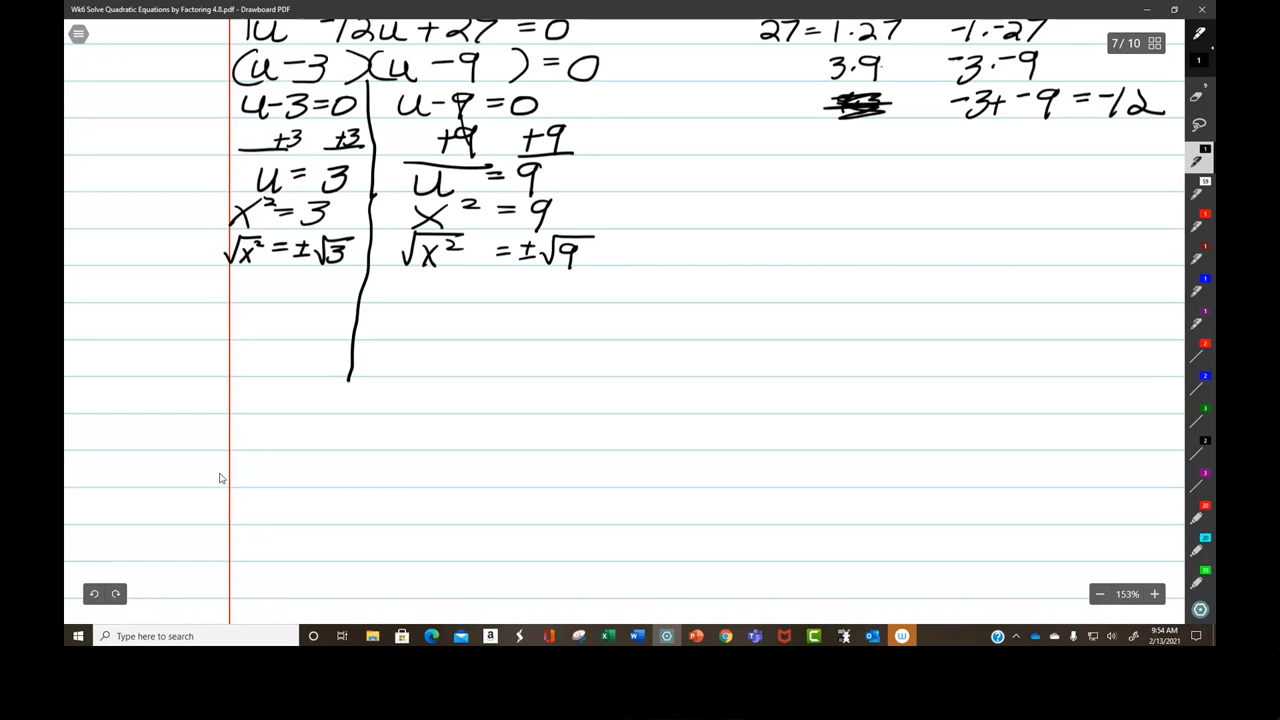 Wk6 Solve Quadratic Equations by Factoring 4.8.pdf - Drawboard PDF
7 / 10
1u² -12u + 27 = 0
(u - 3 )(u - 9 ) = 0
u - 3 = 0 u - 9 = 0
+3 +3 +9 +9
u = 3 u = 9
x² = 3 x² = 9
√x² = ±√3 √x² = ±√9
27 = 1·27 -1·-27
3·9 -3·-9
-3 + -9 = -12
153%
Type here to search
9:54 AM
2/13/2021